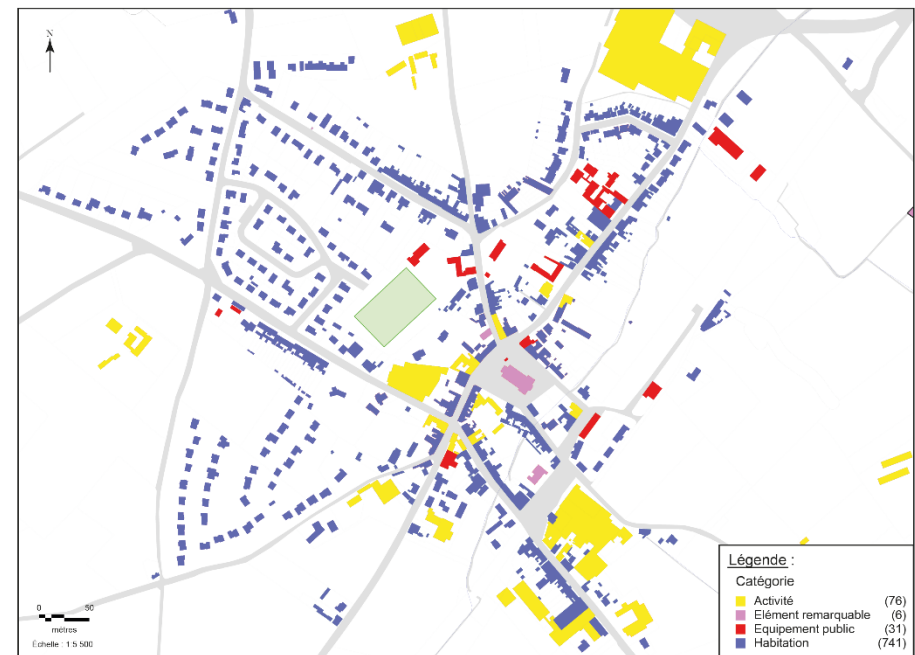 N
Légende :
Catégorie
Activité (76)
Elément remarquable (6)
Equipement public (31)
Habitation (741)
0 50
mètres
Échelle : 1:5 500